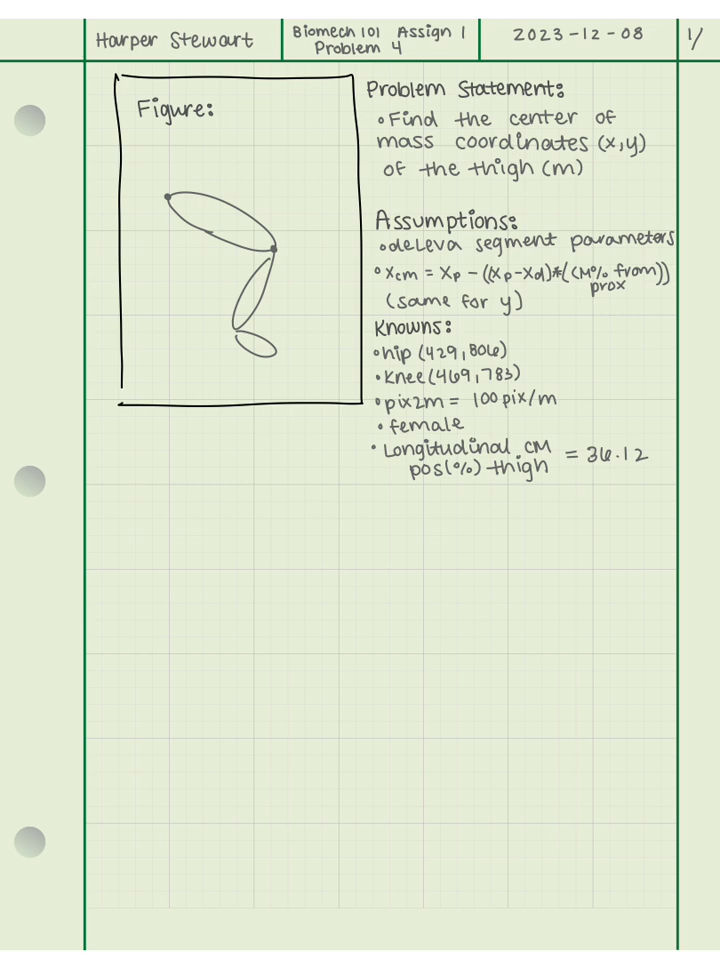 Harper Stewart
Biomech 101 Assign 1
Problem 4
2023-12-08
1/
Figure:
Problem Statement:
• Find the center of
mass coordinates (x,y)
of the thigh (m)
Assumptions:
• deLeva segment parameters
• Xcm = Xp - ((Xp-Xd)*(CM% from))
prox
(same for y)
Knowns:
• hip (429,806)
• Knee (469,783)
• pix2m = 100 pix/m
• female
• Longitudinal CM
pos(%) thigh = 36.12